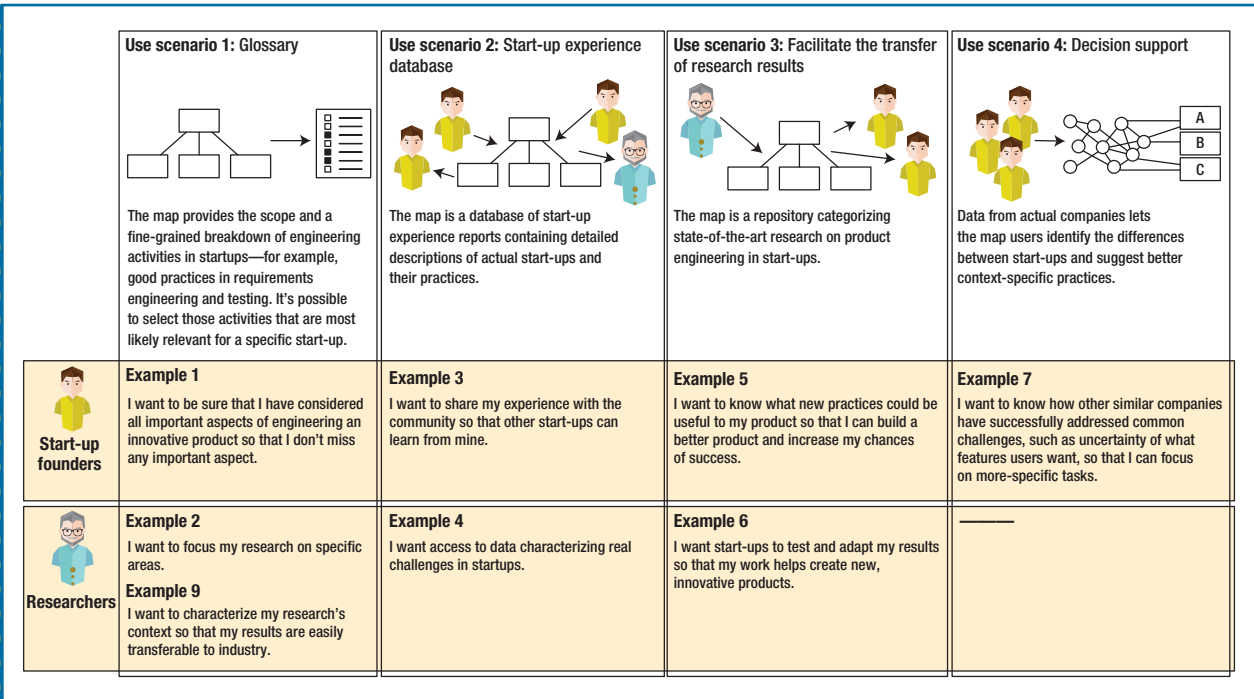 Use scenario 1: Glossary
The map provides the scope and a
fine-grained breakdown of engineering
activities in startups—for example,
good practices in requirements
engineering and testing. It's possible
to select those activities that are most
likely relevant for a specific start-up.
Use scenario 2: Start-up experience
database
The map is a database of start-up
experience reports containing detailed
descriptions of actual start-ups and
their practices.
Use scenario 3: Facilitate the transfer
of research results
The map is a repository categorizing
state-of-the-art research on product
engineering in start-ups.
Use scenario 4: Decision support
A
B
C
Data from actual companies lets
the map users identify the differences
between start-ups and suggest better
context-specific practices.
Start-up
founders
Example 1
I want to be sure that I have considered
all important aspects of engineering an
innovative product so that I don't miss
any important aspect.
Example 3
I want to share my experience with the
community so that other start-ups can
learn from mine.
Example 5
I want to know what new practices could be
useful to my product so that I can build a
better product and increase my chances
of success.
Example 7
I want to know how other similar companies
have successfully addressed common
challenges, such as uncertainty of what
features users want, so that I can focus
on more-specific tasks.
Researchers
Example 2
I want to focus my research on specific
areas.
Example 9
I want to characterize my research's
context so that my results are easily
transferable to industry.
Example 4
I want access to data characterizing real
challenges in startups.
Example 6
I want start-ups to test and adapt my results
so that my work helps create new,
innovative products.
———